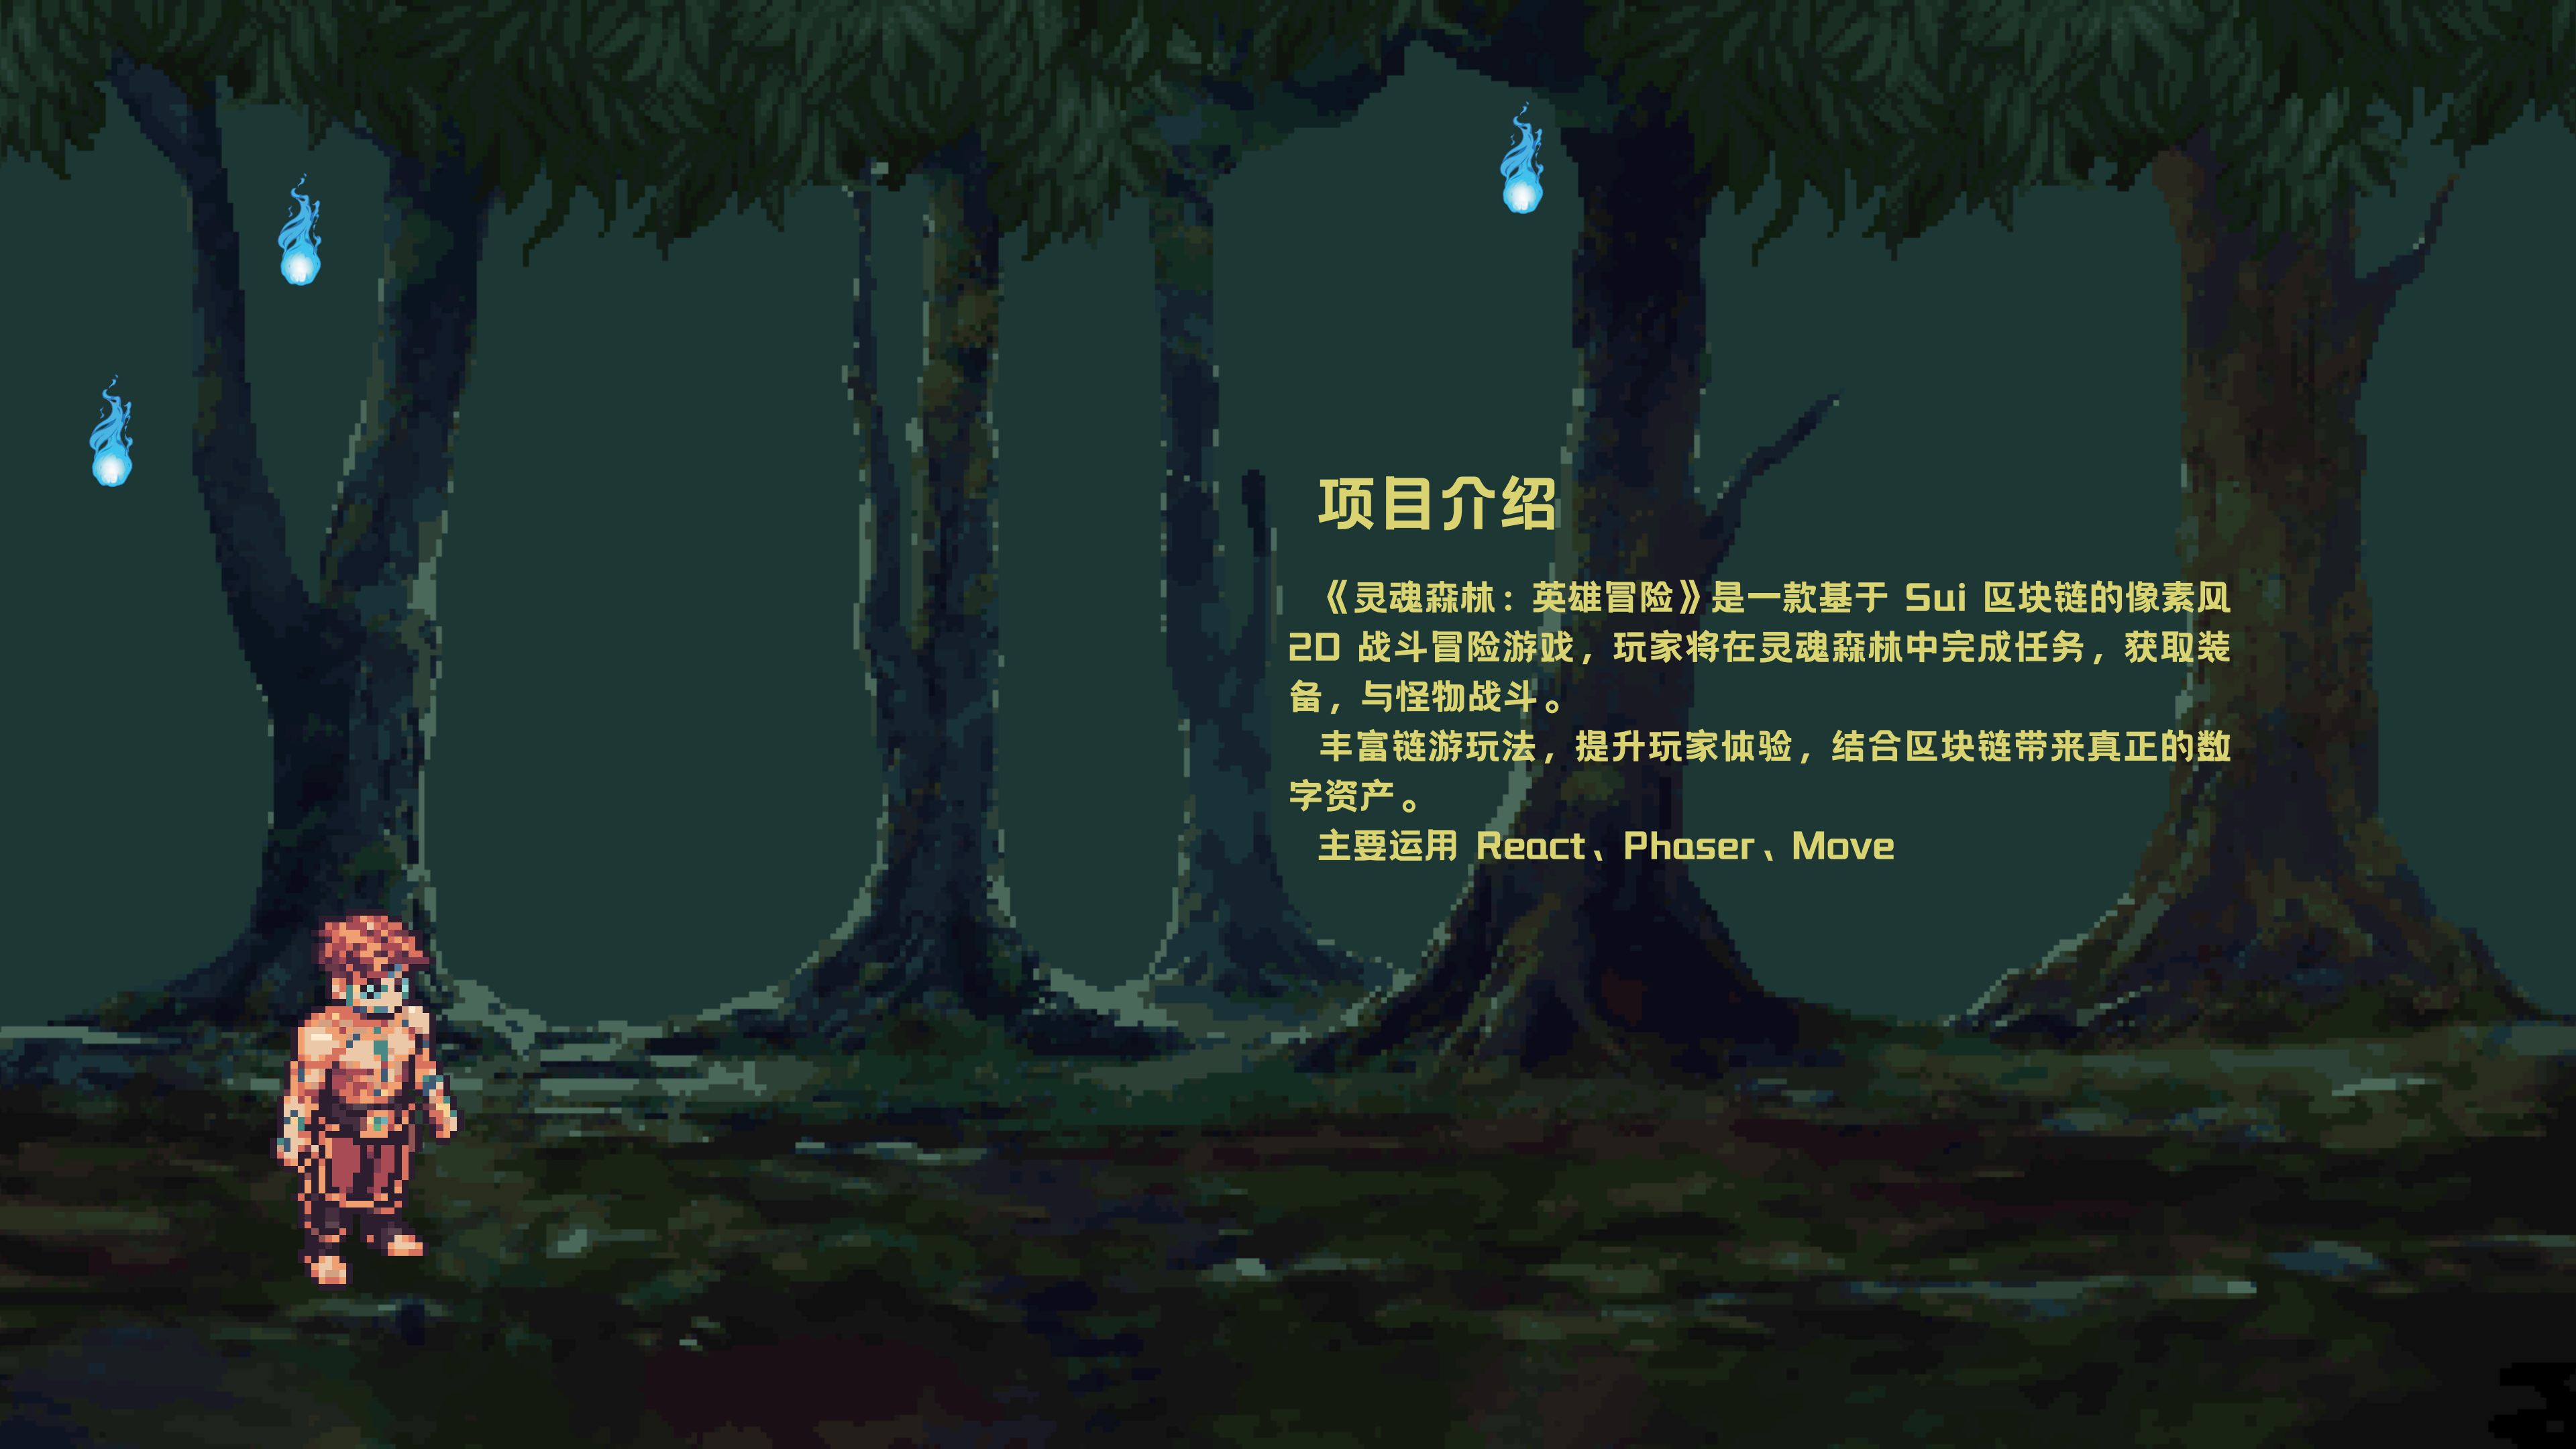 项目介绍
《灵魂森林：英雄冒险》是一款基于 Sui 区块链的像素风
2D 战斗冒险游戏，玩家将在灵魂森林中完成任务，获取装
备，与怪物战斗。
丰富链游玩法，提升玩家体验，结合区块链带来真正的数
字资产。
主要运用 React、Phaser、Move